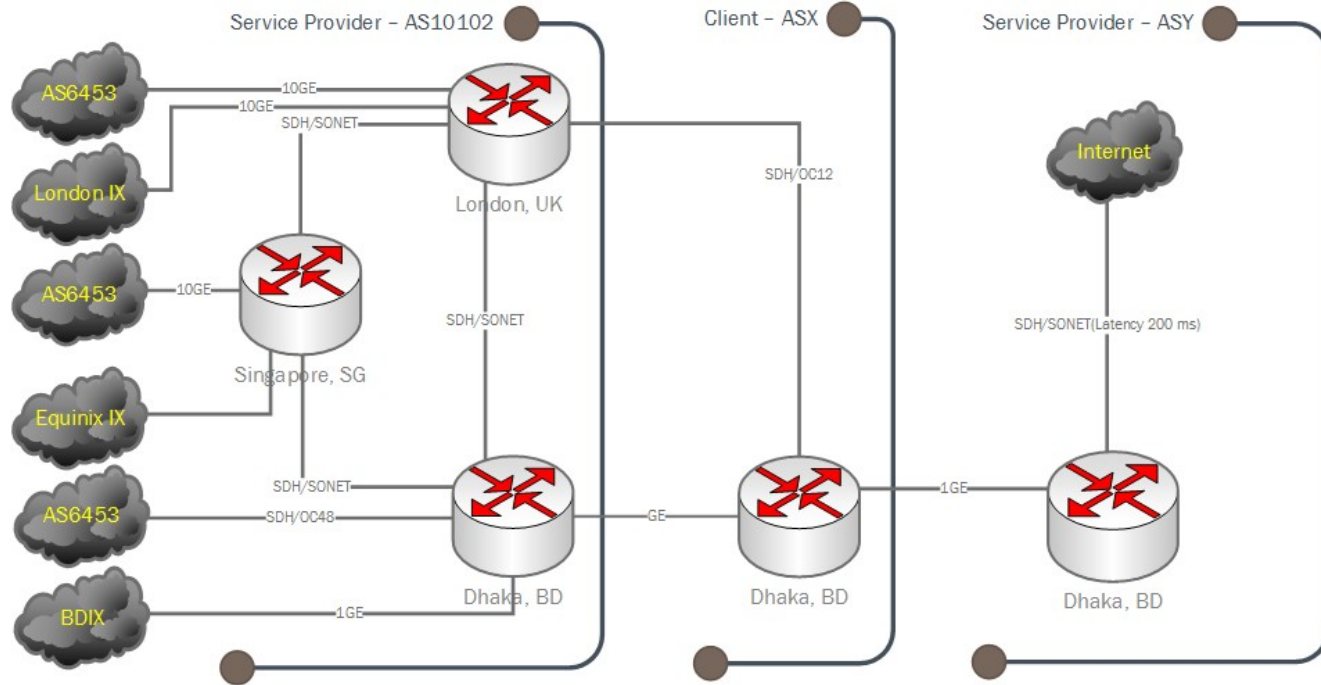 Service Provider – AS10102
Client – ASX
Service Provider – ASY
AS6453
10GE
10GE
SDH/SONET
London IX
London, UK
SDH/OC12
Internet
AS6453
10GE
Singapore, SG
SDH/SONET
SDH/SONET(Latency 200 ms)
Equinix IX
SDH/SONET
AS6453
SDH/OC48
GE
1GE
Dhaka, BD
Dhaka, BD
Dhaka, BD
BDIX
1GE